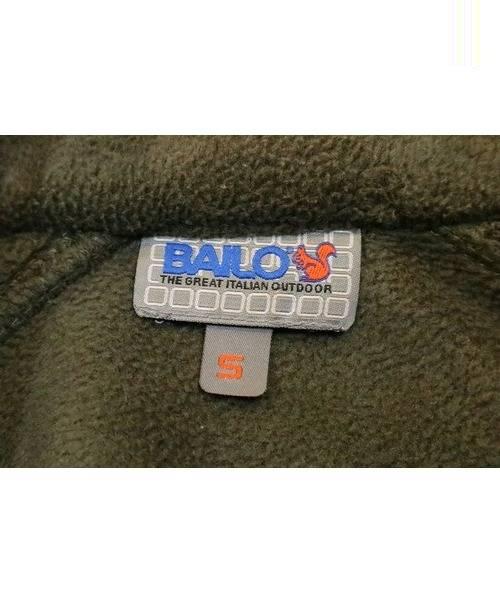 BAILO
THE GREAT ITALIAN OUTDOOR
S